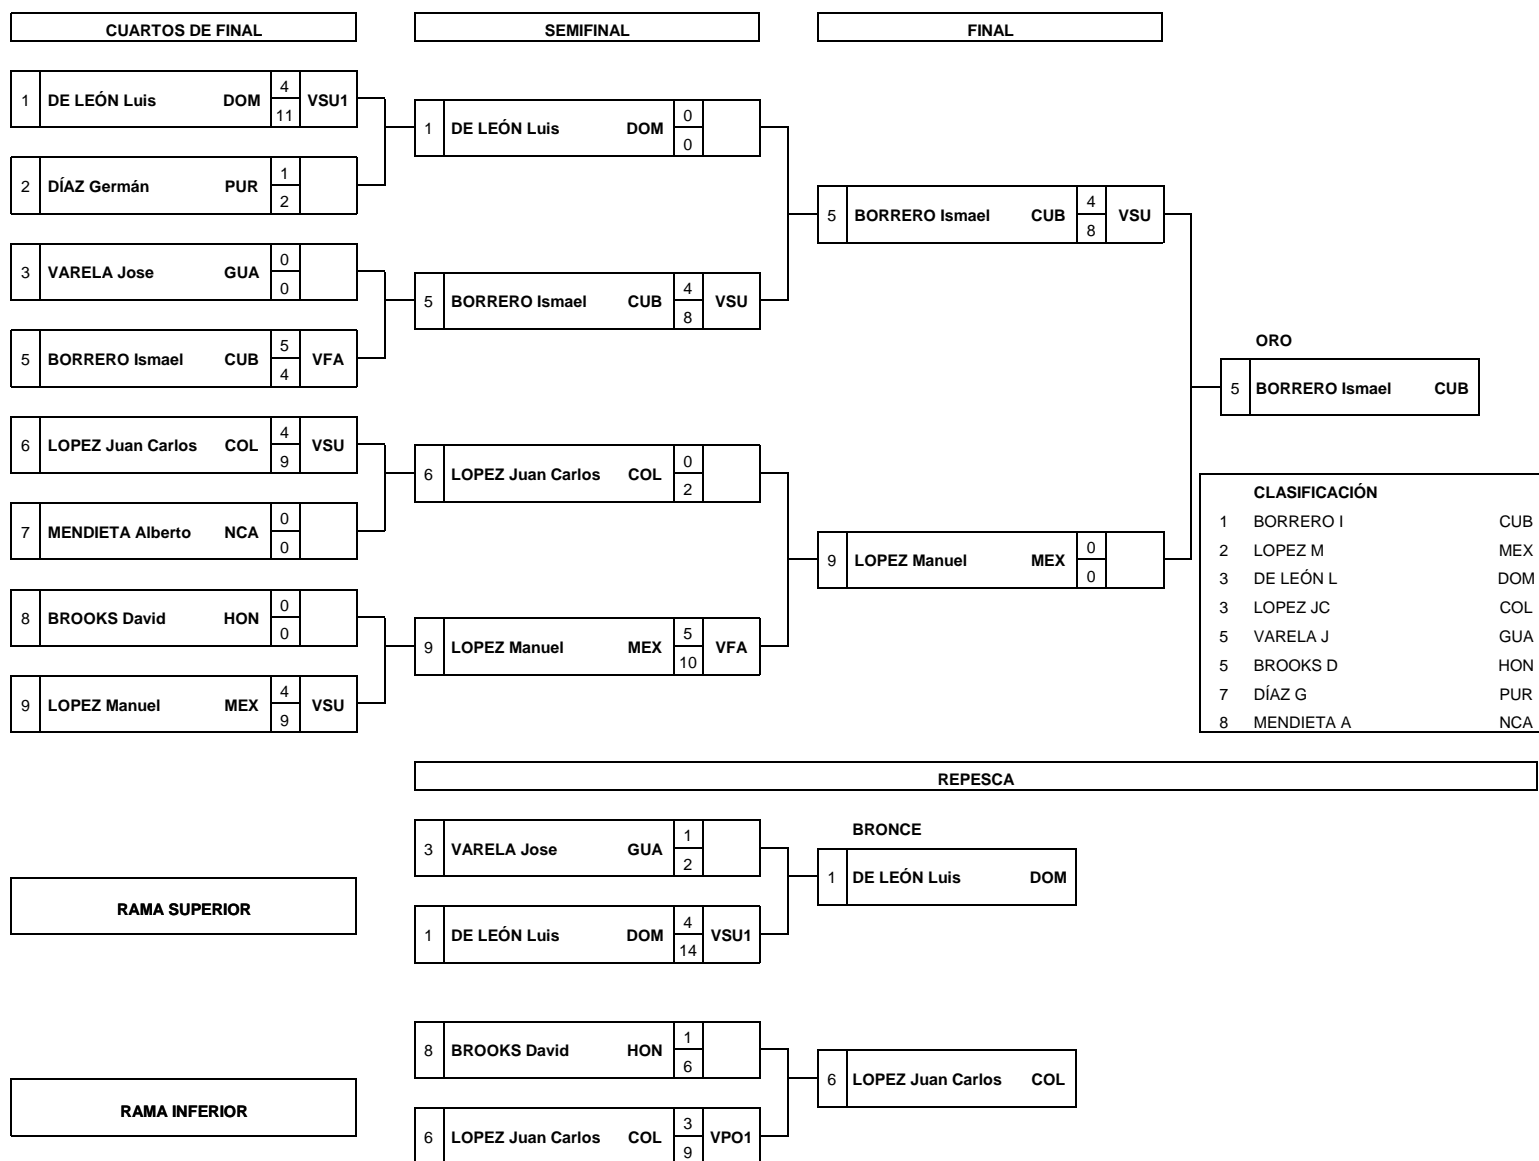 CUARTOS DE FINAL SEMIFINAL FINAL
1 DE LEÓN Luis DOM 4 11 VSU1
2 DÍAZ Germán PUR 1 2
3 VARELA Jose GUA 0 0
5 BORRERO Ismael CUB 5 4 VFA
6 LOPEZ Juan Carlos COL 4 9 VSU
7 MENDIETA Alberto NCA 0 0
8 BROOKS David HON 0 0
9 LOPEZ Manuel MEX 4 9 VSU
1 DE LEÓN Luis DOM 0 0
5 BORRERO Ismael CUB 4 8 VSU
6 LOPEZ Juan Carlos COL 0 2
9 LOPEZ Manuel MEX 5 10 VFA
5 BORRERO Ismael CUB 4 8 VSU
9 LOPEZ Manuel MEX 0 0
ORO
5 BORRERO Ismael CUB
CLASIFICACIÓN
1 BORRERO I CUB
2 LOPEZ M MEX
3 DE LEÓN L DOM
3 LOPEZ JC COL
5 VARELA J GUA
5 BROOKS D HON
7 DÍAZ G PUR
8 MENDIETA A NCA
REPESCA
RAMA SUPERIOR
3 VARELA Jose GUA 1 2
1 DE LEÓN Luis DOM 4 14 VSU1
BRONCE
1 DE LEÓN Luis DOM
RAMA INFERIOR
8 BROOKS David HON 1 6
6 LOPEZ Juan Carlos COL 3 9 VPO1
6 LOPEZ Juan Carlos COL